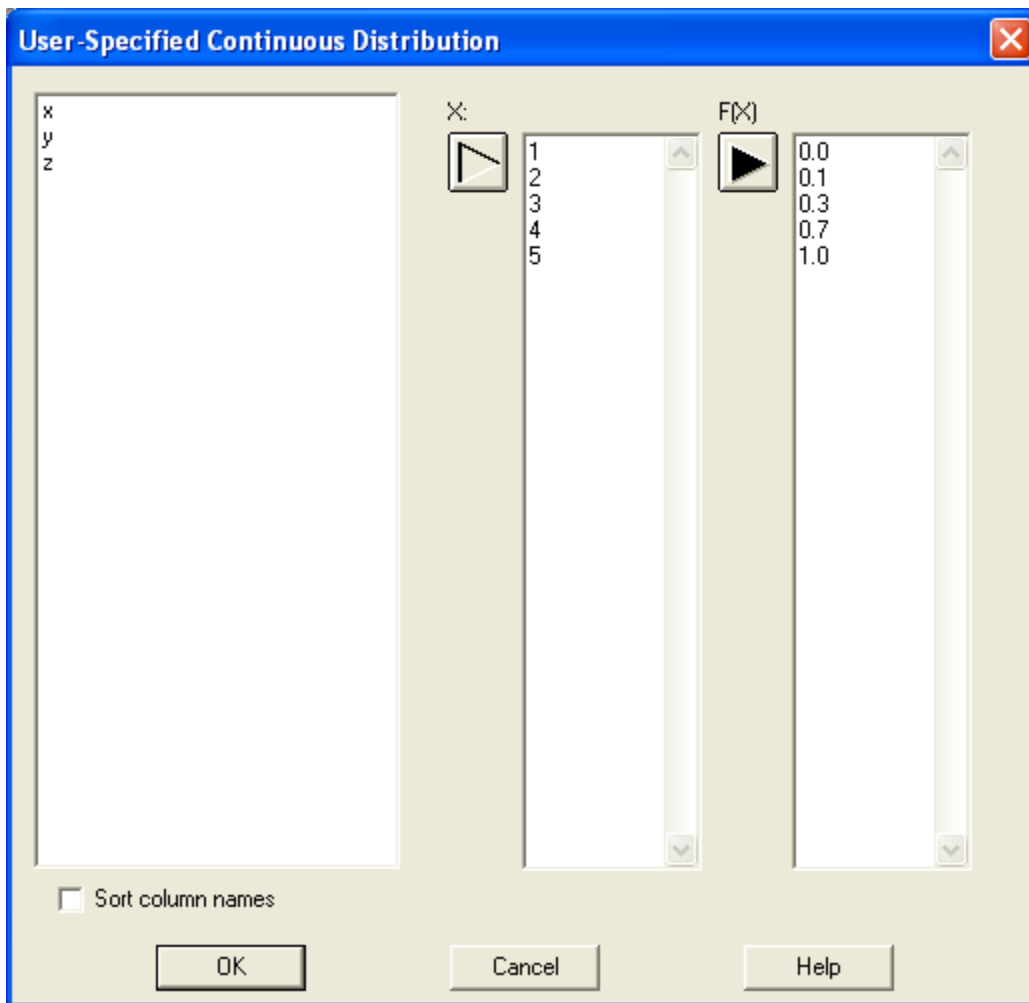 User-Specified Continuous Distribution
x
y
z
X:
1
2
3
4
5
F(X)
0.0
0.1
0.3
0.7
1.0
Sort column names
OK
Cancel
Help